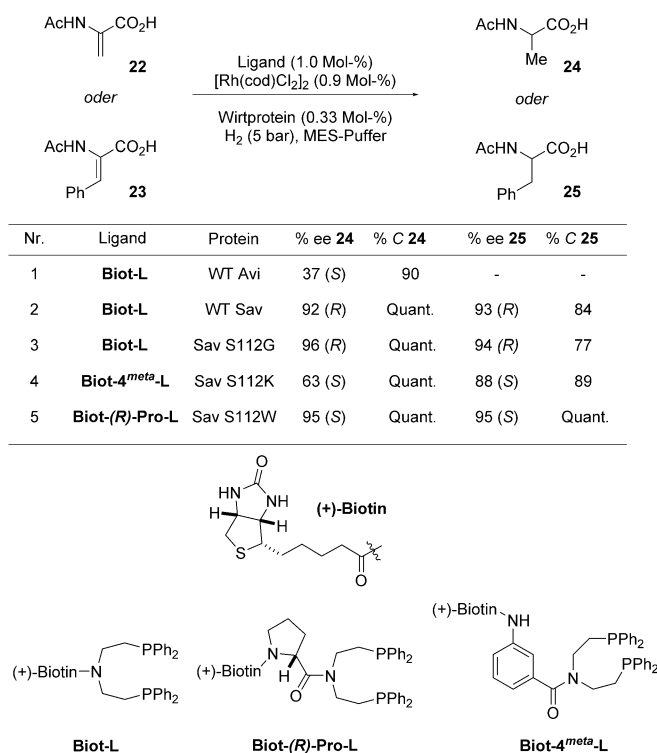 AcHN CO₂H
22
oder
AcHN CO₂H
Ph 23
Ligand (1.0 Mol-%)
[Rh(cod)Cl₂]₂ (0.9 Mol-%)
Wirtprotein (0.33 Mol-%)
H₂ (5 bar), MES-Puffer
AcHN CO₂H
Me 24
oder
AcHN CO₂H
Ph 25
Nr. Ligand Protein % ee 24 % C 24 % ee 25 % C 25
1 Biot-L WT Avi 37 (S) 90 - -
2 Biot-L WT Sav 92 (R) Quant. 93 (R) 84
3 Biot-L Sav S112G 96 (R) Quant. 94 (R) 77
4 Biot-4ᵐᵉᵗᵃ-L Sav S112K 63 (S) Quant. 88 (S) 89
5 Biot-(R)-Pro-L Sav S112W 95 (S) Quant. 95 (S) Quant.
O
HN NH
H H
S
O
(+)-Biotin
PPh₂
(+)-Biotin N
PPh₂
Biot-L
N PPh₂
(+)-Biotin H N
O PPh₂
Biot-(R)-Pro-L
(+)-Biotin NH
PPh₂
PPh₂
N
O
Biot-4ᵐᵉᵗᵃ-L